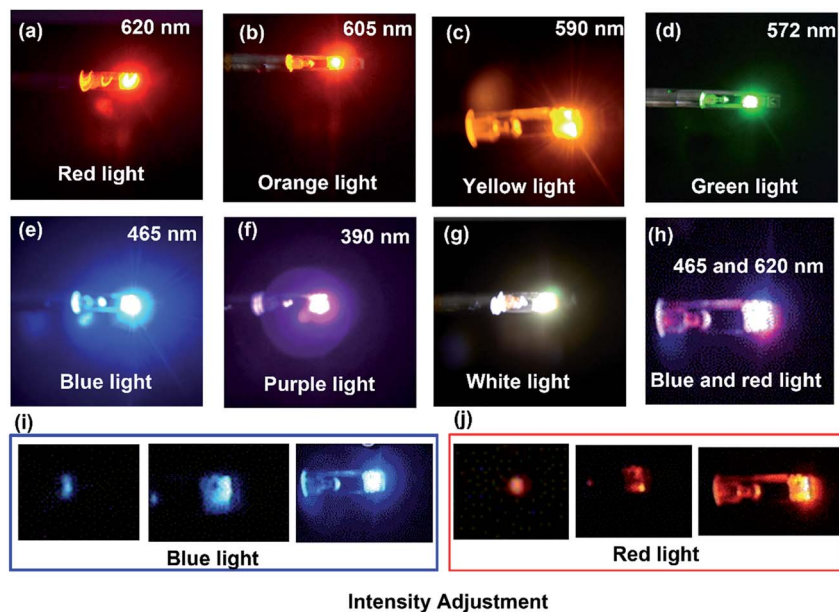 (a) 620 nm
Red light
(b) 605 nm
Orange light
(c) 590 nm
Yellow light
(d) 572 nm
Green light
(e) 465 nm
Blue light
(f) 390 nm
Purple light
(g)
White light
(h)
465 and 620 nm
Blue and red light
(i)
Blue light
(j)
Red light
Intensity Adjustment